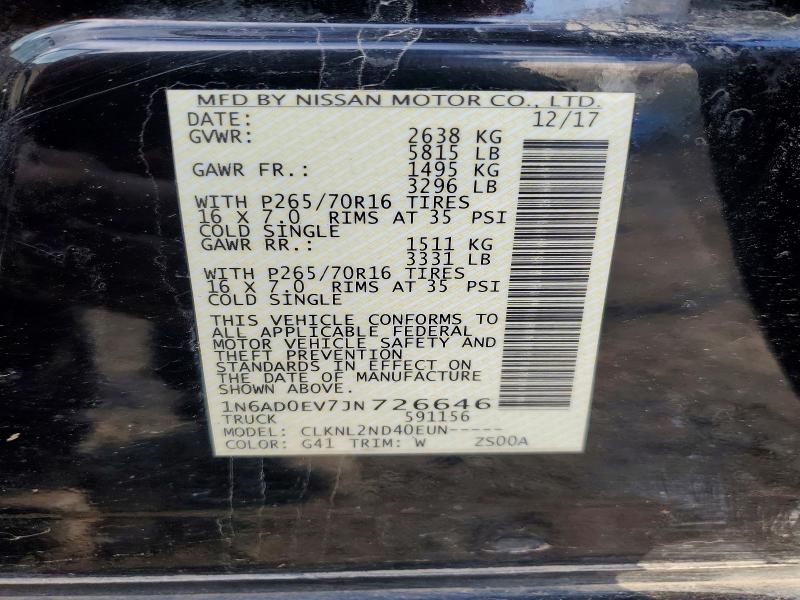 MFD BY NISSAN MOTOR CO., LTD.
DATE: 12/17
GVWR: 2638 KG
5815 LB
GAWR FR.: 1495 KG
3296 LB
WITH P265/70R16 TIRES
16 X 7.0 RIMS AT 35 PSI
COLD SINGLE
GAWR RR.: 1511 KG
3331 LB
WITH P265/70R16 TIRES
16 X 7.0 RIMS AT 35 PSI
COLD SINGLE
THIS VEHICLE CONFORMS TO
ALL APPLICABLE FEDERAL
MOTOR VEHICLE SAFETY AND
THEFT PREVENTION
STANDARDS IN EFFECT ON
THE DATE OF MANUFACTURE
SHOWN ABOVE.
1N6AD0EV7JN726646
TRUCK 591156
MODEL: CLKNL2ND40EUN-----
COLOR: G41 TRIM: W ZS00A